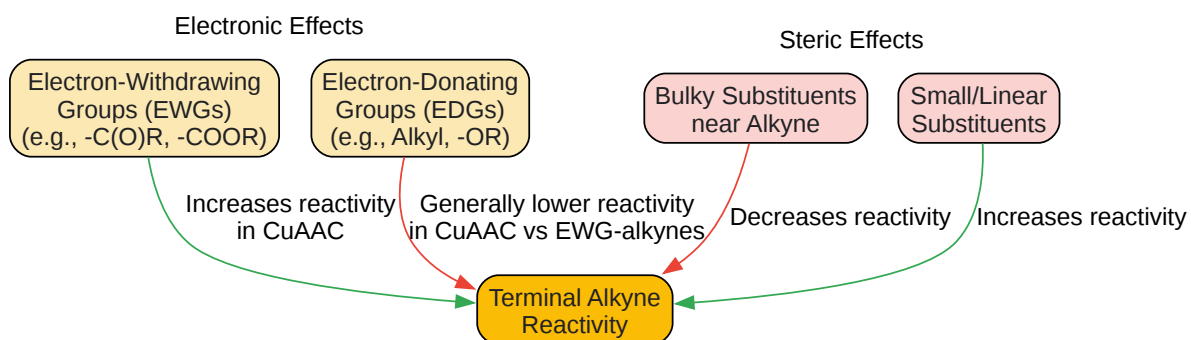 Electronic Effects
Steric Effects
Electron-Withdrawing
Groups (EWGs)
(e.g., -C(O)R, -COOR)
Electron-Donating
Groups (EDGs)
(e.g., Alkyl, -OR)
Bulky Substituents
near Alkyne
Small/Linear
Substituents
Increases reactivity
in CuAAC
Generally lower reactivity
in CuAAC vs EWG-alkynes
Decreases reactivity
Increases reactivity
Terminal Alkyne
Reactivity